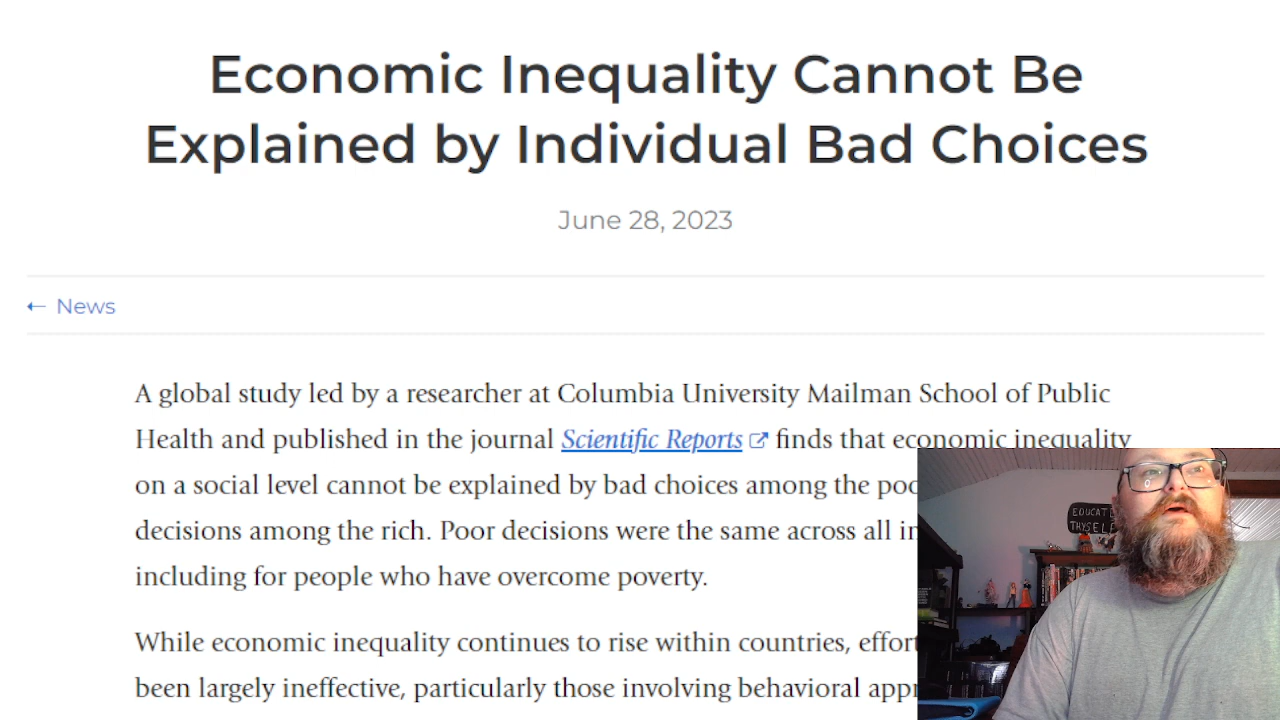 Economic Inequality Cannot Be
Explained by Individual Bad Choices
June 28, 2023
← News
A global study led by a researcher at Columbia University Mailman School of Public
Health and published in the journal Scientific Reports finds that economic inequality
on a social level cannot be explained by bad choices among the
decisions among the rich. Poor decisions were the same across all
including for people who have overcome poverty.
While economic inequality continues to rise within countries,
been largely ineffective, particularly those involving behavioral
EDUCATE
THYSELF